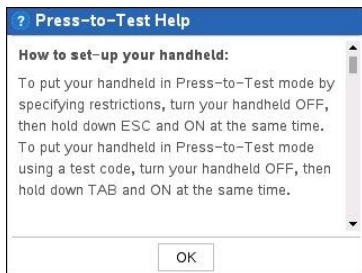 ? Press-to-Test Help
How to set-up your handheld:
To put your handheld in Press-to-Test mode by
specifying restrictions, turn your handheld OFF,
then hold down ESC and ON at the same time.
To put your handheld in Press-to-Test mode
using a test code, turn your handheld OFF, then
hold down TAB and ON at the same time.
OK